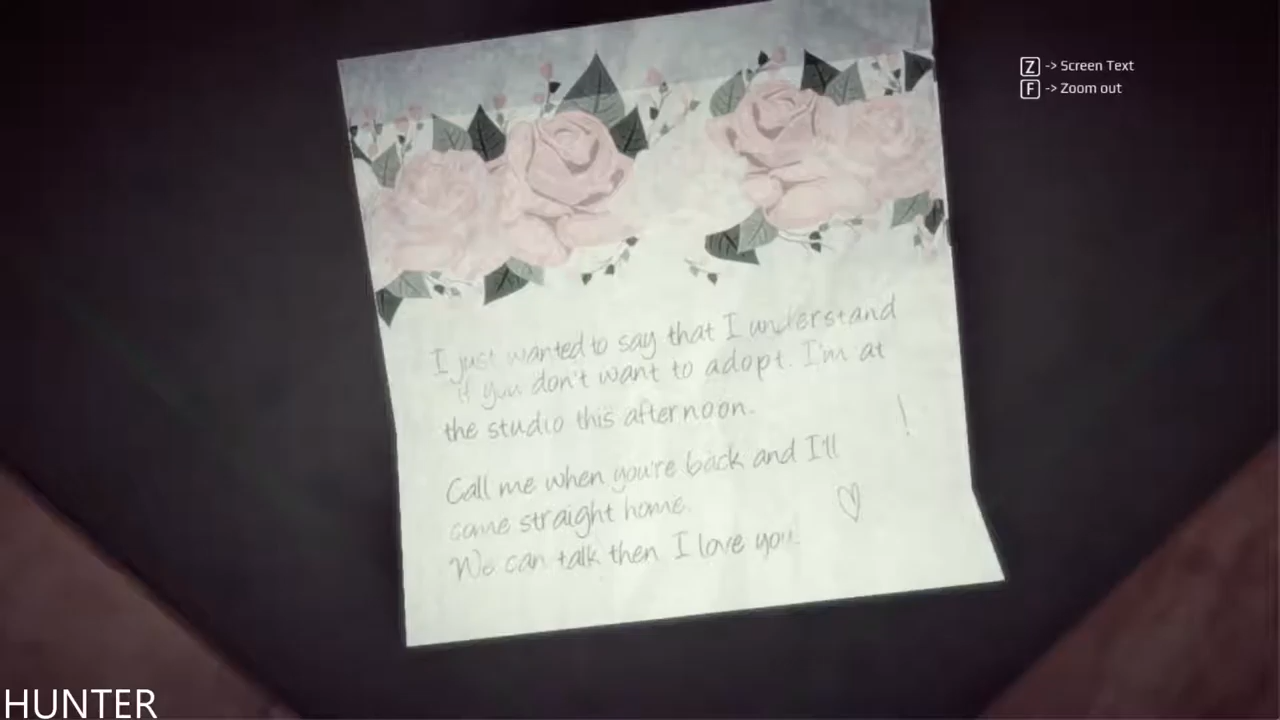 Z -> Screen Text
F -> Zoom out
I just wanted to say that I understand
if you don't want to adopt. I'm at
the studio this afternoon.
Call me when you're back and I'll
come straight home.
We can talk then I love you!
HUNTER